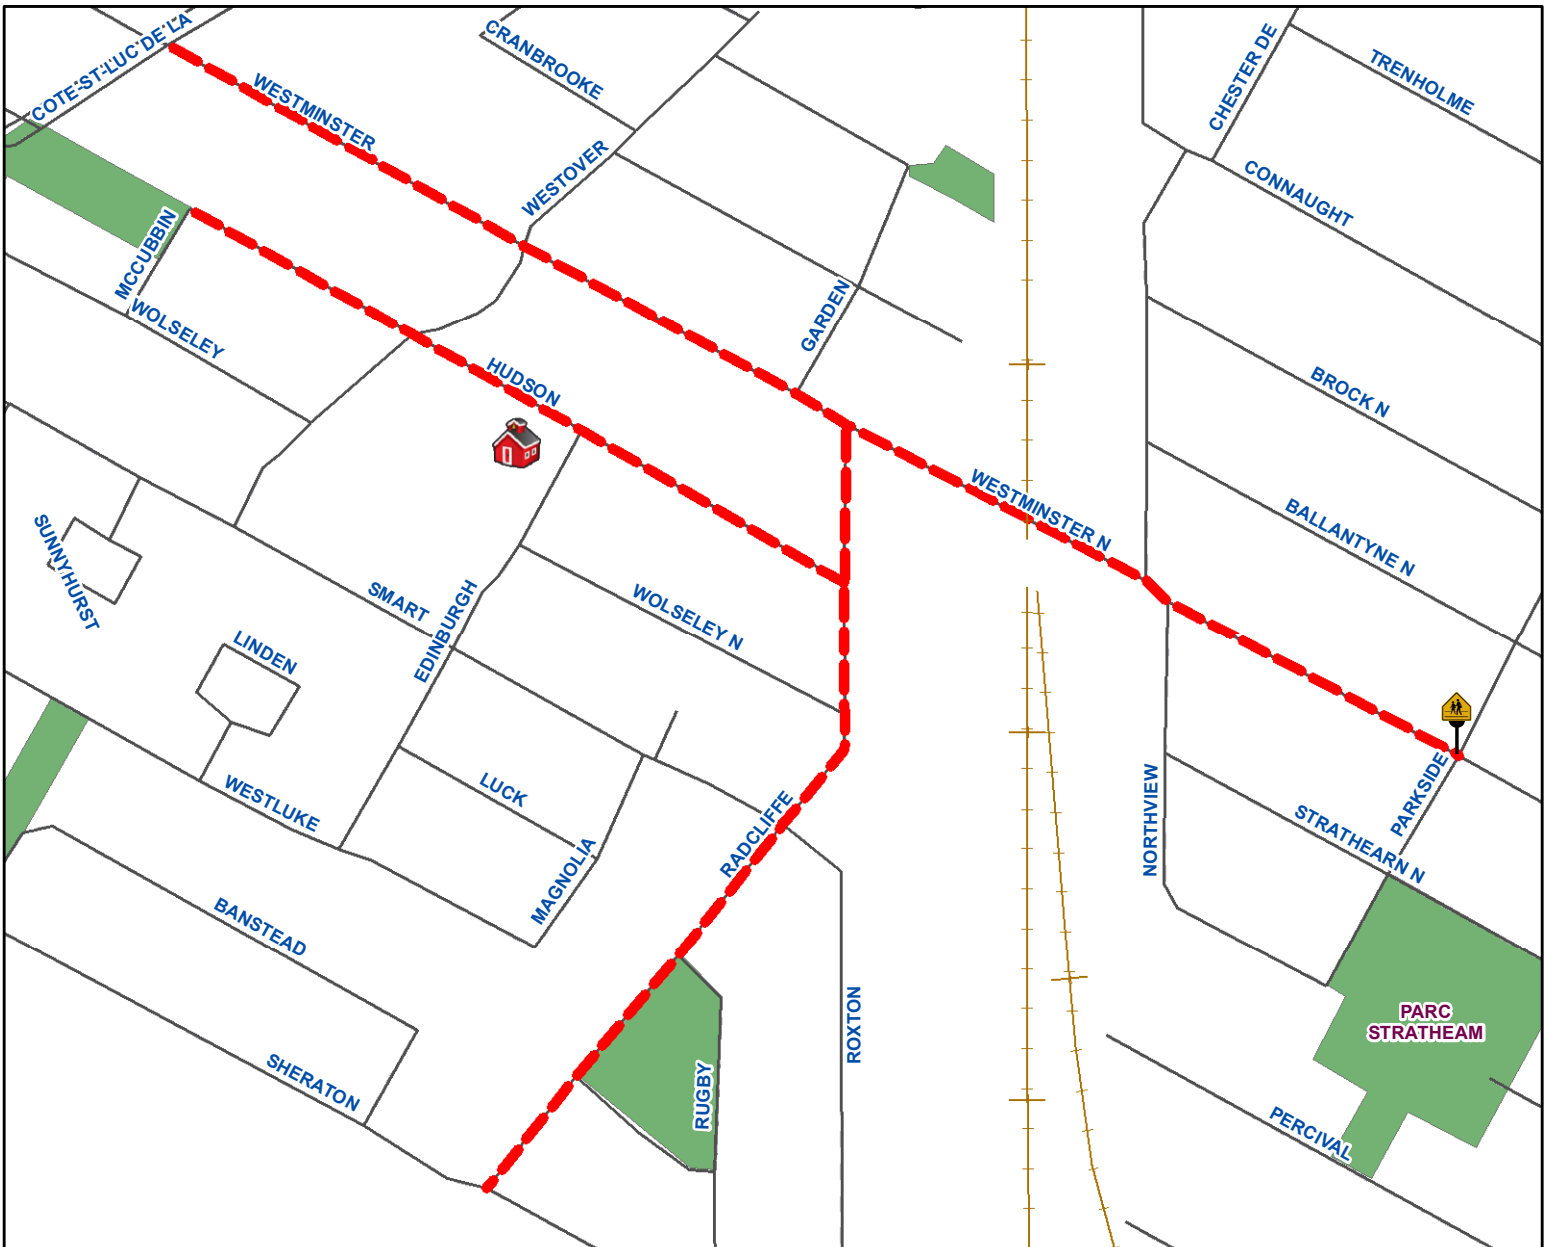 COTE-ST-LUC DE LA
CRANBROOKE
CHESTER DE
TRENHOLME
WESTMINSTER
WESTOVER
CONNAUGHT
MCCUBBIN
WOLSELEY
GARDEN
HUDSON
BROCK N
WESTMINSTER N
BALLANTYNE N
SUNNYHURST
SMART
EDINBURGH
WOLSELEY N
LINDEN
WESTLUKE
LUCK
MAGNOLIA
RADCLIFFE
NORTHVIEW
PARKSIDE
STRATHEARN N
BANSTEAD
ROXTON
PARC
STRATHEAM
SHERATON
RUGBY
PERCIVAL